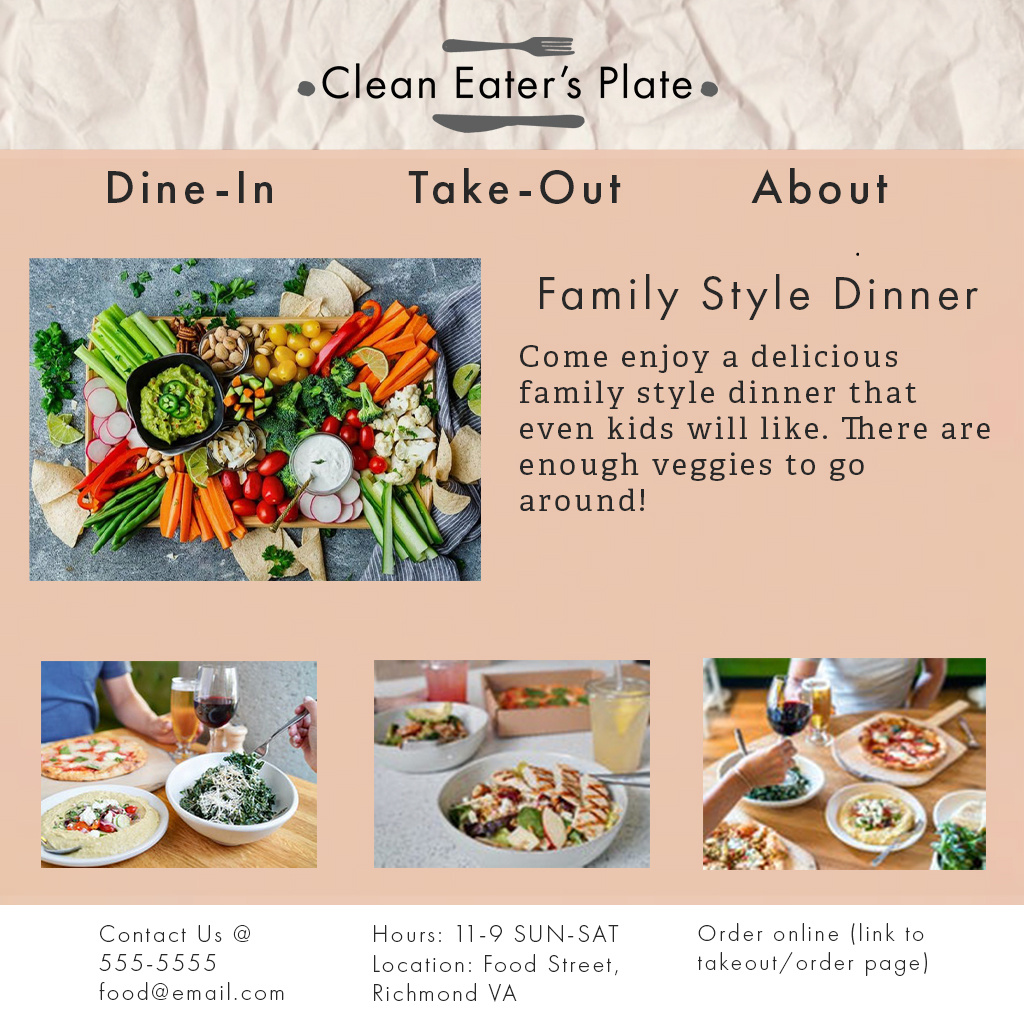 Clean Eater’s Plate
Dine-In
Take-Out
About
Family Style Dinner
Come enjoy a delicious
family style dinner that
even kids will like. There are
enough veggies to go
around!
Contact Us @
555-5555
food@email.com
Hours: 11-9 SUN-SAT
Location: Food Street,
Richmond VA
Order online (link to
takeout/order page)